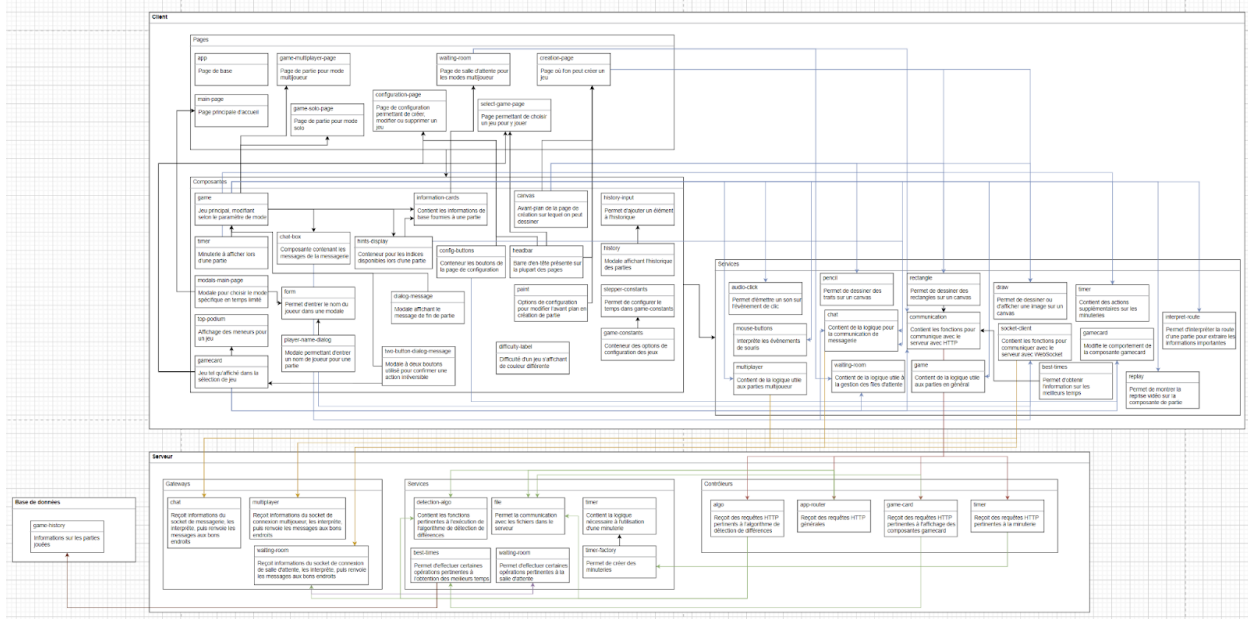 Client
Pages
app
Page de base
game-multiplayer-page
Page de partie pour mode
multijoueur
waiting-room
Page de salle d'attente pour
les modes multijoueur
creation-page
Page où l'on peut créer un
jeu
main-page
Page principale d'accueil
game-solo-page
Page de partie pour mode
solo
configuration-page
Page de configuration
permettant de créer,
modifier ou supprimer un
jeu
select-game-page
Page permettant de choisir
un jeu pour y jouer
Composantes
game
Jeu principal, modifiant
selon le paramètre de mode
information-cards
Contient les informations de
base fournies à une partie
canvas
Avant-plan de la page de
création sur lequel on peut
dessiner
history-input
Permet d'ajouter un élément
à l'historique
timer
Minuterie à afficher lors
d'une partie
chat-box
Composante contenant les
messages de la messagerie
hints-display
Conteneur pour les indices
disponibles lors d'une partie
config-buttons
Contient les boutons de
la page de configuration
headbar
Barre d'en tête présente sur
la plupart des pages
history
Modale affichant l'historique
des parties
modals-main-page
Modale pour choisir le mode
spécifique en temps limité
form
Permet d'entrer le nom du
joueur dans une modale
dialog-message
Modale affichant le
message de fin de partie
paint
Options de configuration
pour modifier l'avant plan en
création de partie
stepper-constants
Permet de configurer le
temps dans game-constants
top-podium
Affichage des meneurs pour
un jeu
player-name-dialog
Modale permettant d'entrer
un nom de joueur pour une
partie
two-button-dialog-message
Modale à deux boutons
utilisé pour confirmer une
action irréversible
difficulty-label
Difficulté d'un jeu s'affichant
de couleur différente
game-constants
Conteneur des options de
configuration des jeux
gamecard
Jeu tel qu'affiché dans la
sélection de jeu
Services
audio-click
Permet d'émettre un son sur
l'événement de clic
pencil
Permet de dessiner des
traits sur un canvas
rectangle
Permet de dessiner des
rectangles sur un canvas
draw
Permet de dessiner ou
d'afficher une image sur un
canvas
timer
Contient des actions
supplémentaires sur les
minuteries
interpret-route
Permet d'interpréter la route
d'une partie pour extraire les
informations importantes
mouse-buttons
Interprète les événements
de souris
chat
Contient de la logique pour
la communication de
messagerie
communication
Contient les fonctions pour
communiquer avec le
serveur avec HTTP
socket-client
Contient les fonctions pour
communiquer avec le
serveur avec WebSocket
gamecard
Modifie le comportement de
la composante gamecard
multiplayer
Contient de la logique utile
aux parties multijoueur
waiting-room
Contient de la logique utile à
la gestion des files d'attente
game
Contient de la logique utile
aux parties en général
best-times
Permet d'obtenir
l'information sur les
meilleurs temps
replay
Permet de montrer la
reprise vidéo sur la
composante de partie
Serveur
Gateways
chat
Reçoit informations du
socket de messagerie, les
interprète, puis renvoie les
messages aux bons
endroits
multiplayer
Reçoit informations du socket de
connexion multijoueur, les interprète,
puis renvoie les messages aux bons
endroits
waiting-room
Reçoit informations du socket de connexion
de salle d'attente, les interprète, puis renvoie
les messages aux bons endroits
Services
detection-algo
Contient les fonctions
pertinentes à l'exécution de
l'algorithme de détection de
différences
file
Permet la communication
avec les fichiers dans le
serveur
timer
Contient la logique
nécessaire à l'utilisation
d'une minuterie
best-times
Permet d'effectuer certaines
opérations pertinentes à
l'obtention des meilleurs temps
waiting-room
Permet d'effectuer certaines
opérations pertinentes à la
salle d'attente
timer-factory
Permet de créer des
minuteries
Contrôleurs
algo
Reçoit des requêtes HTTP
pertinents à l'algorithme de
détection de différences
app-router
Reçoit des requêtes HTTP
générales
game-card
Reçoit des requêtes HTTP
pertinentes à l'affichage des
composantes gamecard
timer
Reçoit des requêtes HTTP
pertinentes à la minuterie
Base de données
game-history
Informations sur les parties
jouées